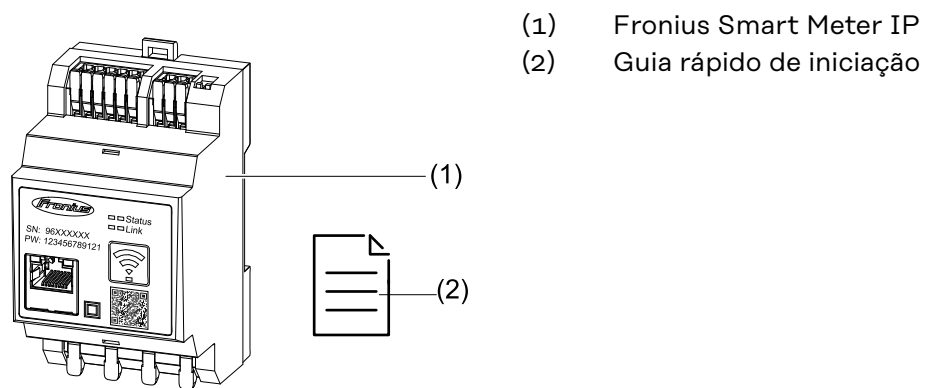 (1) Fronius Smart Meter IP
(2) Guia rápido de iniciação
(1)
Fronius
Status
Link
SN: 96XXXXXX
PW: 123456789121
(2)